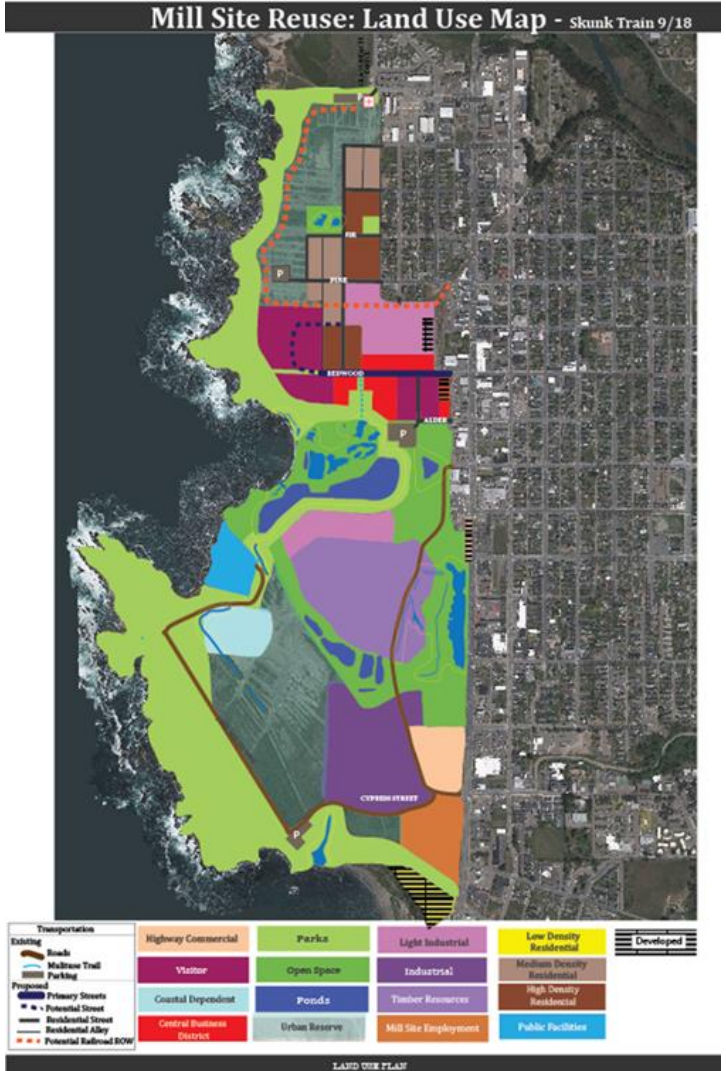 Mill Site Reuse: Land Use Map - Skunk Train 9/18
P
FIR
P
PINE
REDWOOD
ALDER
P
CYPRESS STREET
P
Transportation
Existing
Roads
Multiuse Trail
Parking
Proposed
Primary Streets
Potential Street
Residential Street
Residential Alley
Potential Railroad ROW
Highway Commercial
Parks
Light Industrial
Low Density
Residential
Developed
Visitor
Open Space
Industrial
Medium Density
Residential
Coastal Dependent
Ponds
Timber Resources
High Density
Residential
Central Business
District
Urban Reserve
Mill Site Employment
Public Facilities
LAND USE PLAN